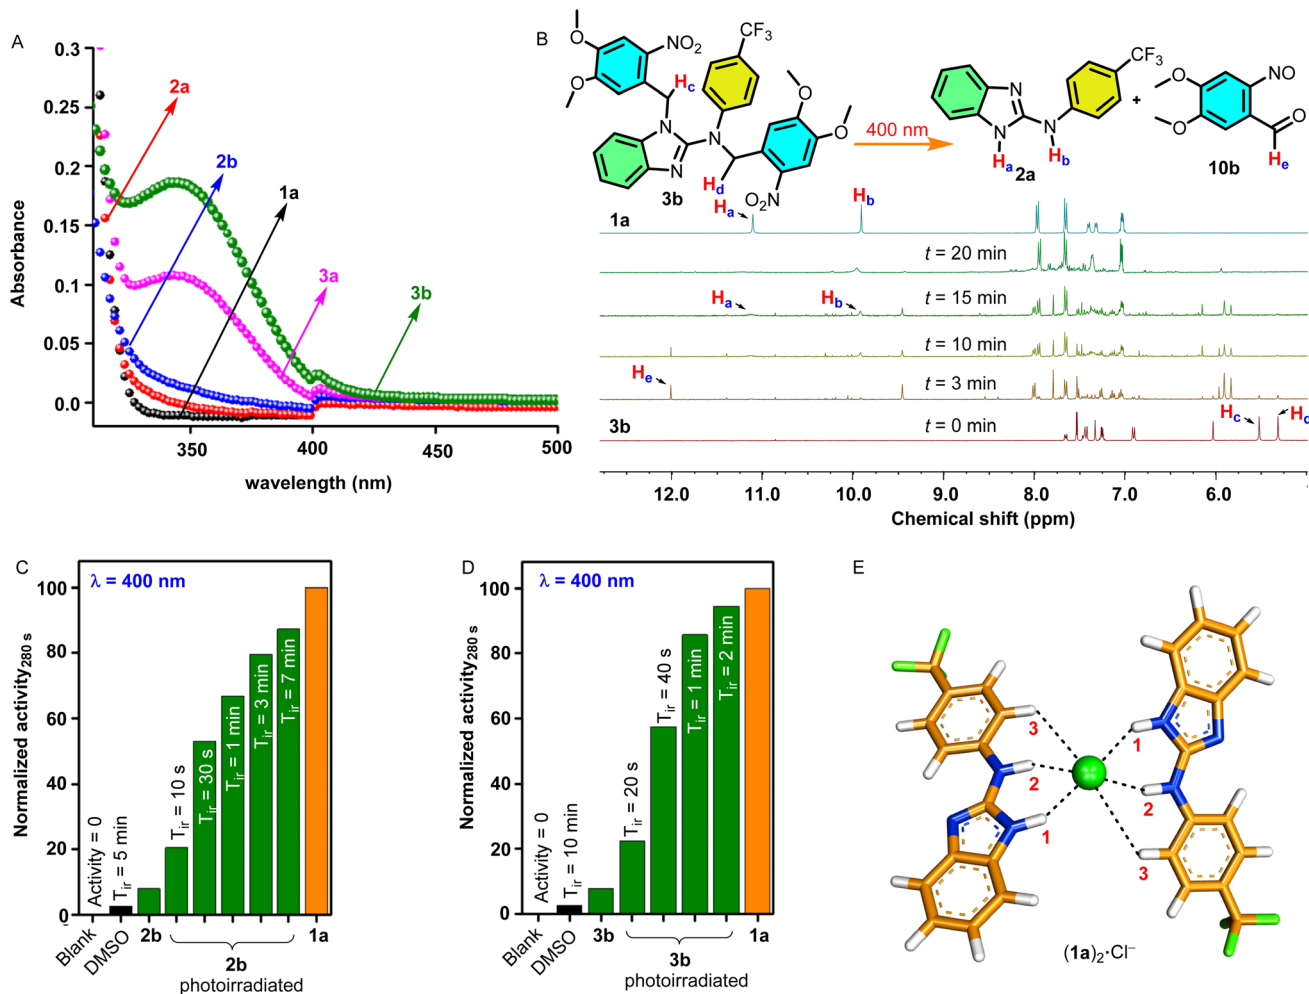 A
0.3
0.25
0.2
0.15
0.1
0.05
0.0
Absorbance
2a
2b
1a
3a
3b
350
400
450
500
wavelength (nm)
B
NO2
CF3
O
O
Hc
N
N
N
O
O
Hd
O2N
3b
400 nm
CF3
N
N
N
H
Ha
Hb
2a
+
O
O
NO
O
He
10b
1a
Ha
Hb
t = 20 min
Ha
Hb
t = 15 min
t = 10 min
He
t = 3 min
3b
t = 0 min
Hc
Hd
12.0
11.0
10.0
9.0
8.0
7.0
6.0
Chemical shift (ppm)
C
λ = 400 nm
Normalized activity280 s
100
80
60
40
20
0
Activity = 0
Tir = 5 min
Tir = 10 s
Tir = 30 s
Tir = 1 min
Tir = 3 min
Tir = 7 min
Blank
DMSO
2b
2b
photoirradiated
1a
D
λ = 400 nm
Normalized activity280 s
100
80
60
40
20
0
Activity = 0
Tir = 10 min
Tir = 20 s
Tir = 40 s
Tir = 1 min
Tir = 2 min
Blank
DMSO
3b
3b
photoirradiated
1a
E
3
2
1
1
2
3
(1a)2·Cl−